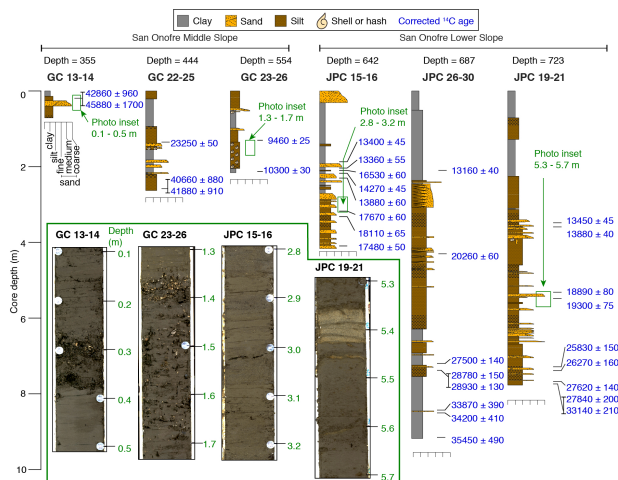 Clay Sand Silt Shell or hash Corrected ¹⁴C age
San Onofre Middle Slope San Onofre Lower Slope
Depth = 355 Depth = 444 Depth = 554 Depth = 642 Depth = 687 Depth = 723
GC 13-14 GC 22-25 GC 23-26 JPC 15-16 JPC 26-30 JPC 19-21
Core depth (m)
0
2
4
6
8
10
42860 ± 960
45880 ± 1700
Photo inset
0.1 - 0.5 m
clay
silt
fine
medium
coarse
sand
23250 ± 50
40660 ± 880
41880 ± 910
Photo inset
1.3 - 1.7 m
9460 ± 25
10300 ± 30
Photo inset
2.8 - 3.2 m
13400 ± 45
13360 ± 55
16530 ± 60
14270 ± 45
13880 ± 60
17670 ± 60
18110 ± 65
17480 ± 50
13160 ± 40
20260 ± 60
27500 ± 140
28780 ± 150
28930 ± 130
33870 ± 390
34200 ± 410
35450 ± 490
Photo inset
5.3 - 5.7 m
13450 ± 45
13880 ± 40
18890 ± 80
19300 ± 75
25830 ± 150
26270 ± 160
27620 ± 140
27840 ± 200
33140 ± 210
GC 13-14 Depth (m) GC 23-26 JPC 15-16
JPC 19-21
0.1
0.2
0.3
0.4
0.5
1.3
1.4
1.5
1.6
1.7
2.8
2.9
3.0
3.1
3.2
5.3
5.4
5.5
5.6
5.7